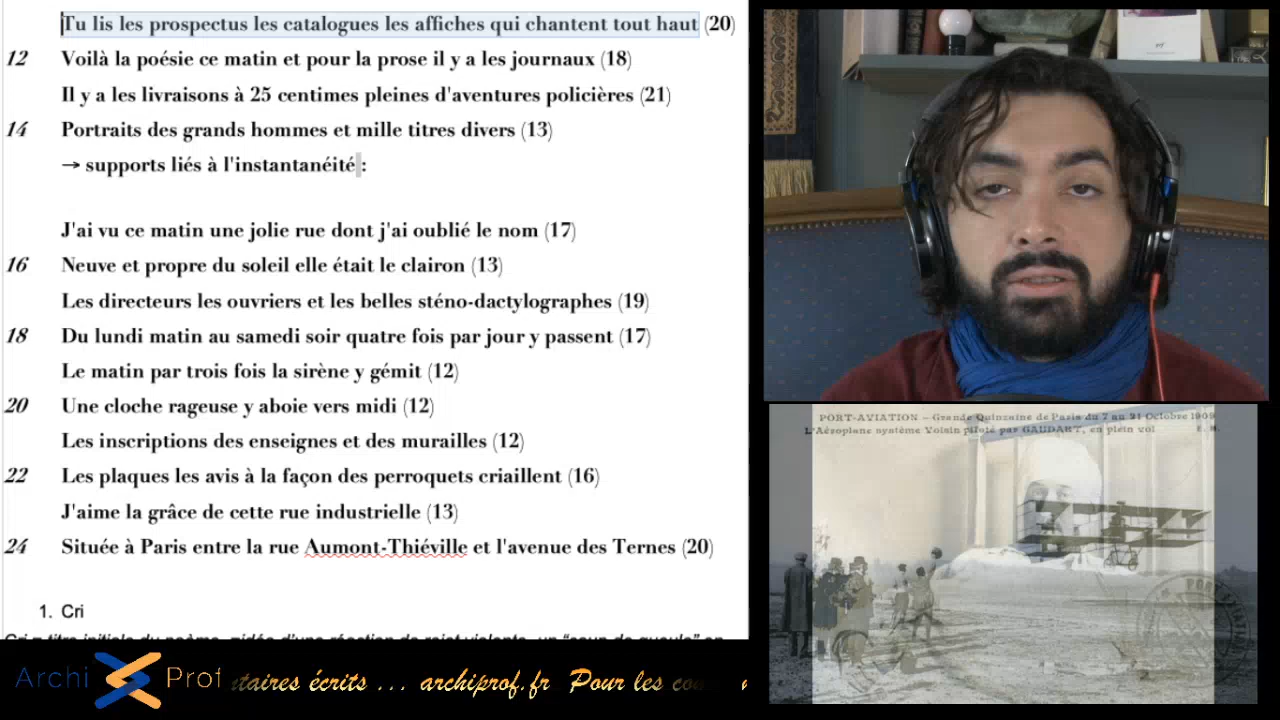 Tu lis les prospectus les catalogues les affiches qui chantent tout haut (20)
12 Voilà la poésie ce matin et pour la prose il y a les journaux (18)
Il y a les livraisons à 25 centimes pleines d'aventures policières (21)
14 Portraits des grands hommes et mille titres divers (13)
→ supports liés à l'instantanéité :
J'ai vu ce matin une jolie rue dont j'ai oublié le nom (17)
16 Neuve et propre du soleil elle était le clairon (13)
Les directeurs les ouvriers et les belles sténo-dactylographes (19)
18 Du lundi matin au samedi soir quatre fois par jour y passent (17)
Le matin par trois fois la sirène y gémit (12)
20 Une cloche rageuse y aboie vers midi (12)
Les inscriptions des enseignes et des murailles (12)
22 Les plaques les avis à la façon des perroquets criaillent (16)
J'aime la grâce de cette rue industrielle (13)
24 Située à Paris entre la rue Aumont-Thiéville et l'avenue des Ternes (20)
1. Cri
PORT-AVIATION - Grande Quinzaine de Paris du 7 au 21 Octobre 1909
L'Aéroplane système Voisin piloté par GAUDART, en plein vol
Archi Prof
taires écrits ... archiprof.fr Pour les co